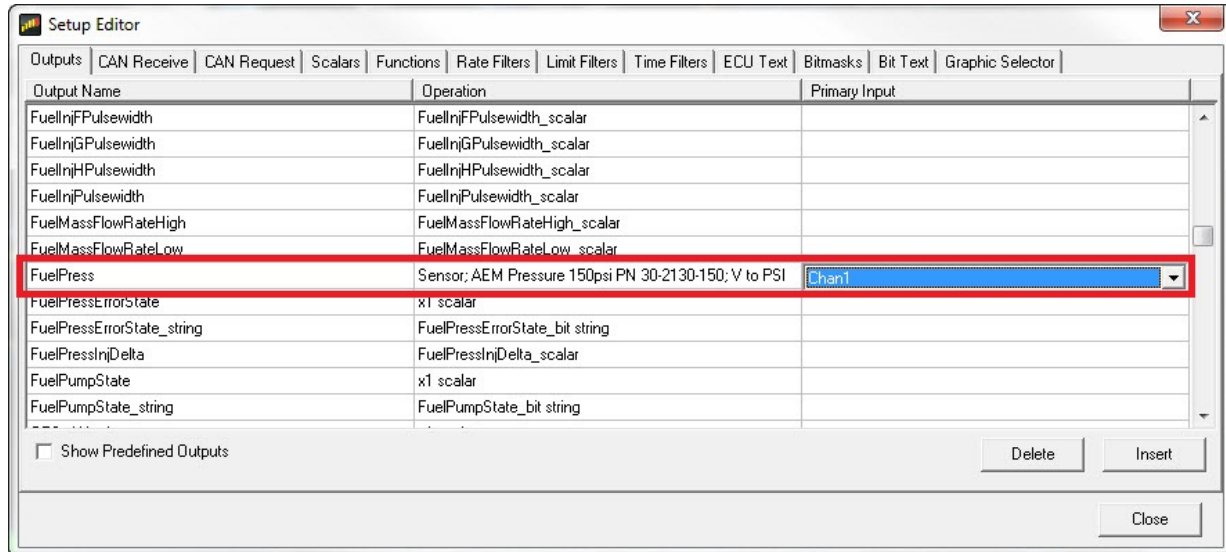 Setup Editor
Outputs CAN Receive CAN Request Scalars Functions Rate Filters Limit Filters Time Filters ECU Text Bitmasks Bit Text Graphic Selector
Output Name Operation Primary Input
FuelInjFPulsewidth FuelInjFPulsewidth_scalar
FuelInjGPulsewidth FuelInjGPulsewidth_scalar
FuelInjHPulsewidth FuelInjHPulsewidth_scalar
FuelInjPulsewidth FuelInjPulsewidth_scalar
FuelMassFlowRateHigh FuelMassFlowRateHigh_scalar
FuelMassFlowRateLow FuelMassFlowRateLow_scalar
FuelPress Sensor; AEM Pressure 150psi PN 30-2130-150; V to PSI Chan1
FuelPressErrorState x1 scalar
FuelPressErrorState_string FuelPressErrorState_bit string
FuelPressInjDelta FuelPressInjDelta_scalar
FuelPumpState x1 scalar
FuelPumpState_string FuelPumpState_bit string
Show Predefined Outputs Delete Insert
Close